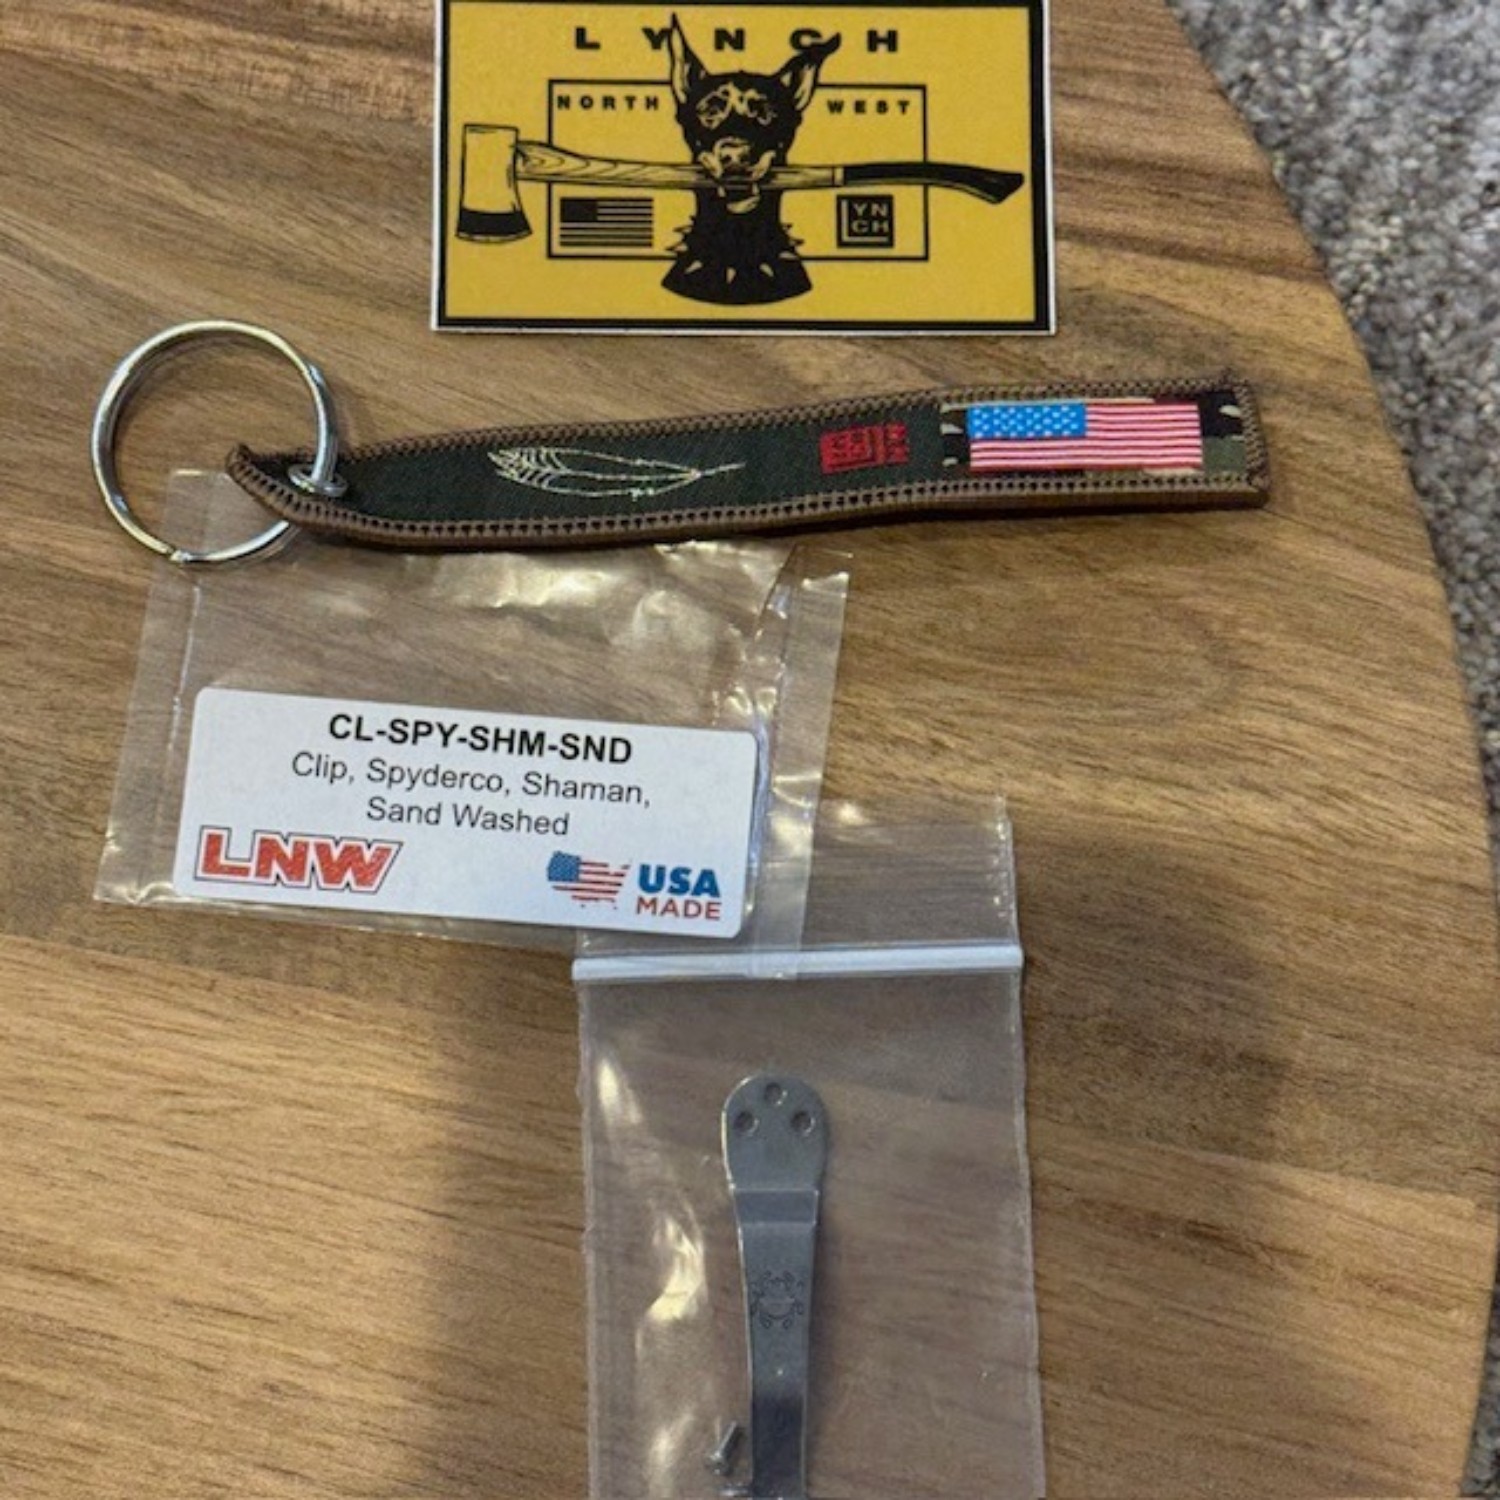 LYNCH
NORTH WEST
LYN
CH
CL-SPY-SHM-SND
Clip, Spyderco, Shaman,
Sand Washed
LNW
USA
MADE